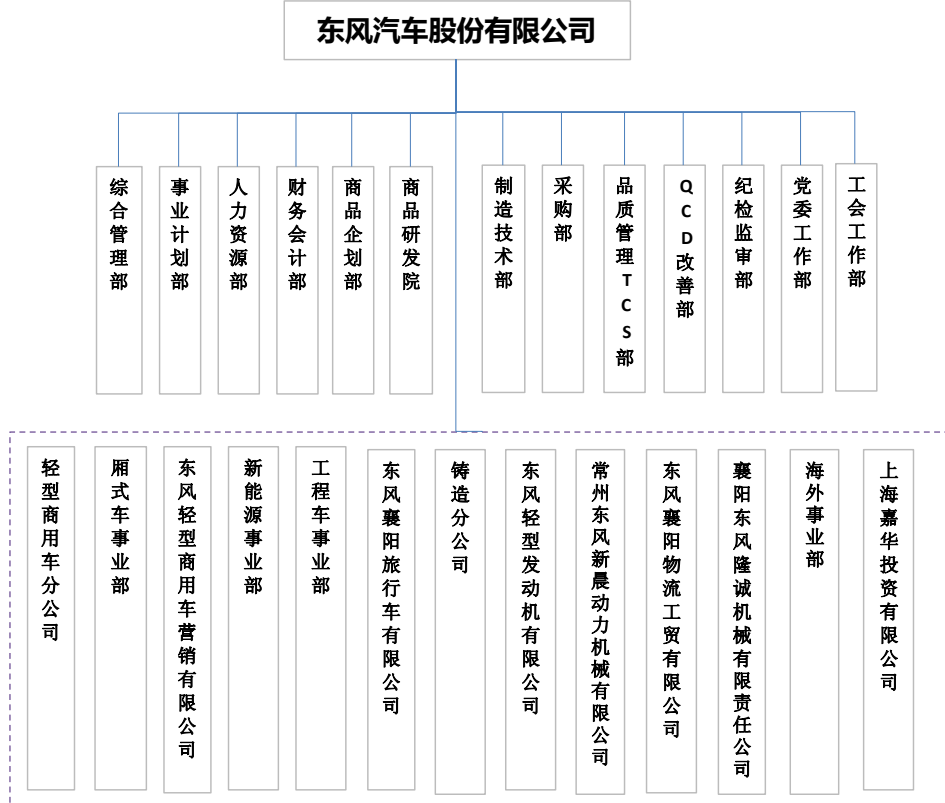 东风汽车股份有限公司
综合管理部
事业计划部
人力资源部
财务会计部
商品企划部
商品研发院
制造技术部
采购部
品质管理TCS部
QCD改善部
纪检监审部
党委工作部
工会工作部
轻型商用车分公司
厢式车事业部
东风轻型商用车营销有限公司
新能源事业部
工程车事业部
东风襄阳旅行车有限公司
铸造分公司
东风轻型发动机有限公司
常州东风新晨动力机械有限公司
东风襄阳物流工贸有限公司
襄阳东风隆诚机械有限责任公司
海外事业部
上海嘉华投资有限公司